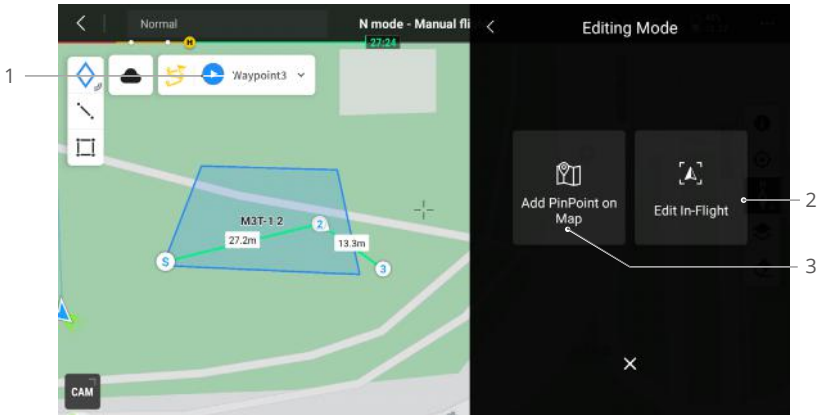 Normal
N mode - Manual fli
27:24
H
Editing Mode
1
Waypoint3
Add PinPoint on
Map
Edit In-Flight
2
M3T-1 2
27.2m
2
13.3m
S
3
3
CAM